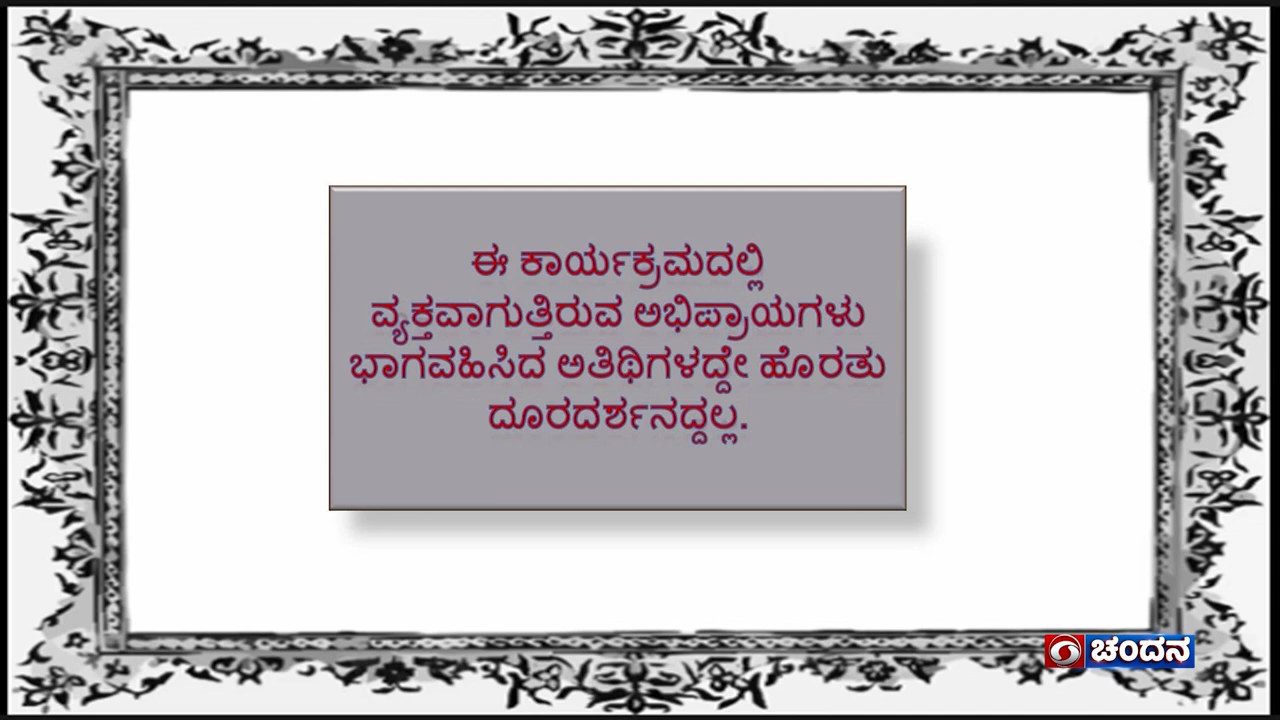 ಈ ಕಾರ್ಯಕ್ರಮದಲ್ಲಿ
ವ್ಯಕ್ತವಾಗುತ್ತಿರುವ ಅಭಿಪ್ರಾಯಗಳು
ಭಾಗವಹಿಸಿದ ಅತಿಥಿಗಳದ್ದೇ ಹೊರತು
ದೂರದರ್ಶನದ್ದಲ್ಲ.
ಚಂದನ